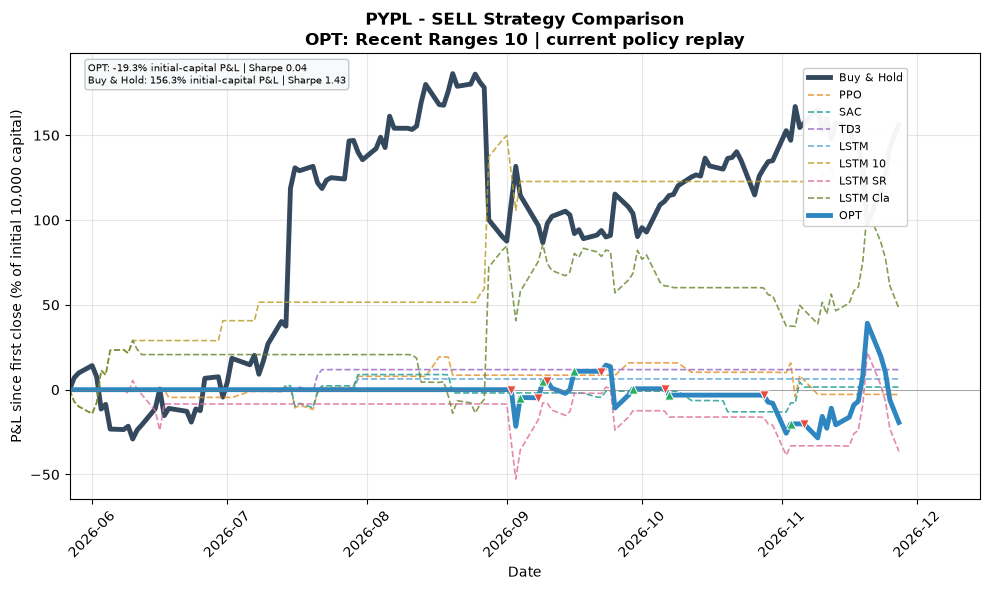 PYPL - SELL Strategy Comparison
OPT: Recent Ranges 10 | current policy replay
OPT: -19.3% initial-capital P&L | Sharpe 0.04
Buy & Hold: 156.3% initial-capital P&L | Sharpe 1.43
Buy & Hold
PPO
SAC
TD3
LSTM
LSTM 10
LSTM SR
LSTM Cla
OPT
P&L since first close (% of initial 10,000 capital)
150
100
50
0
−50
2026-06
2026-07
2026-08
2026-09
2026-10
2026-11
2026-12
Date